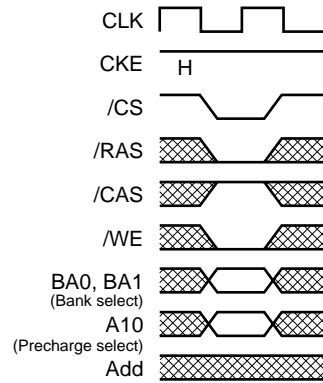 CLK
CKE H
/CS
/RAS
/CAS
/WE
BA0, BA1
(Bank select)
A10
(Precharge select)
Add